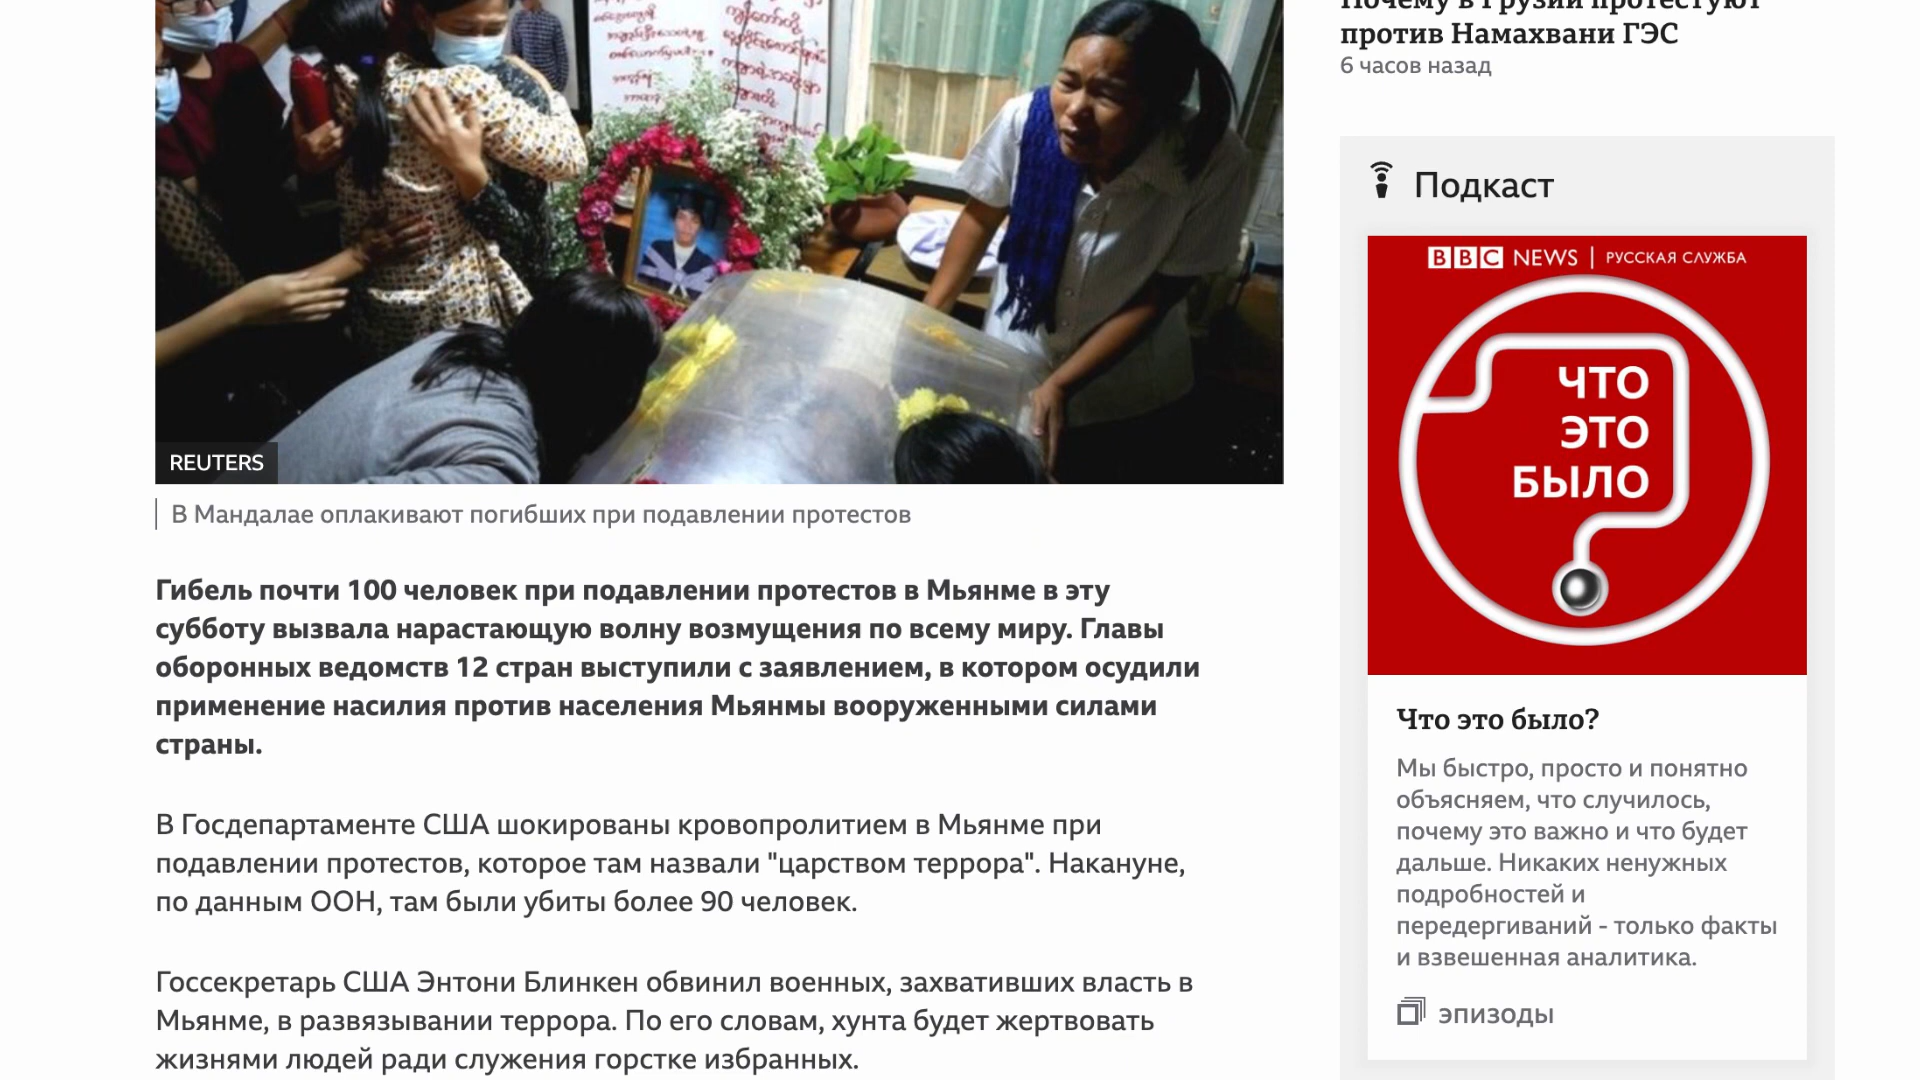 Почему в Грузии протестуют
против Намахвани ГЭС
6 часов назад
REUTERS
В Мандалае оплакивают погибших при подавлении протестов
Гибель почти 100 человек при подавлении протестов в Мьянме в эту
субботу вызвала нарастающую волну возмущения по всему миру. Главы
оборонных ведомств 12 стран выступили с заявлением, в котором осудили
применение насилия против населения Мьянмы вооруженными силами
страны.
В Госдепартаменте США шокированы кровопролитием в Мьянме при
подавлении протестов, которое там назвали "царством террора". Накануне,
по данным ООН, там были убиты более 90 человек.
Госсекретарь США Энтони Блинкен обвинил военных, захвативших власть в
Мьянме, в развязывании террора. По его словам, хунта будет жертвовать
жизнями людей ради служения горстке избранных.
Подкаст
BBC NEWS | РУССКАЯ СЛУЖБА
ЧТО
ЭТО
БЫЛО
Что это было?
Мы быстро, просто и понятно
объясняем, что случилось,
почему это важно и что будет
дальше. Никаких ненужных
подробностей и
передергиваний - только факты
и взвешенная аналитика.
эпизоды